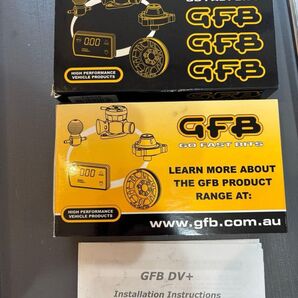 GFB
GFB
GFB
HIGH PERFORMANCE
VEHICLE PRODUCTS
GFB
GO FAST BITS
LEARN MORE ABOUT
THE GFB PRODUCT
RANGE AT:
HIGH PERFORMANCE
VEHICLE PRODUCTS
www.gfb.com.au
GFB DV+
Installation Instructions